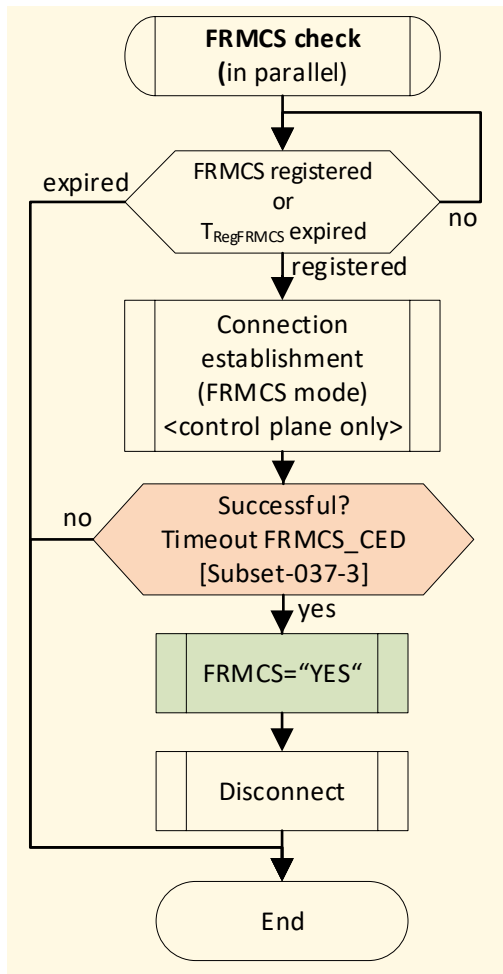 FRMCS check
(in parallel)
expired
FRMCS registered
or
TRegFRMCS expired
no
registered
Connection
establishment
(FRMCS mode)
<control plane only>
no
Successful?
Timeout FRMCS_CED
[Subset-037-3]
yes
FRMCS=“YES“
Disconnect
End